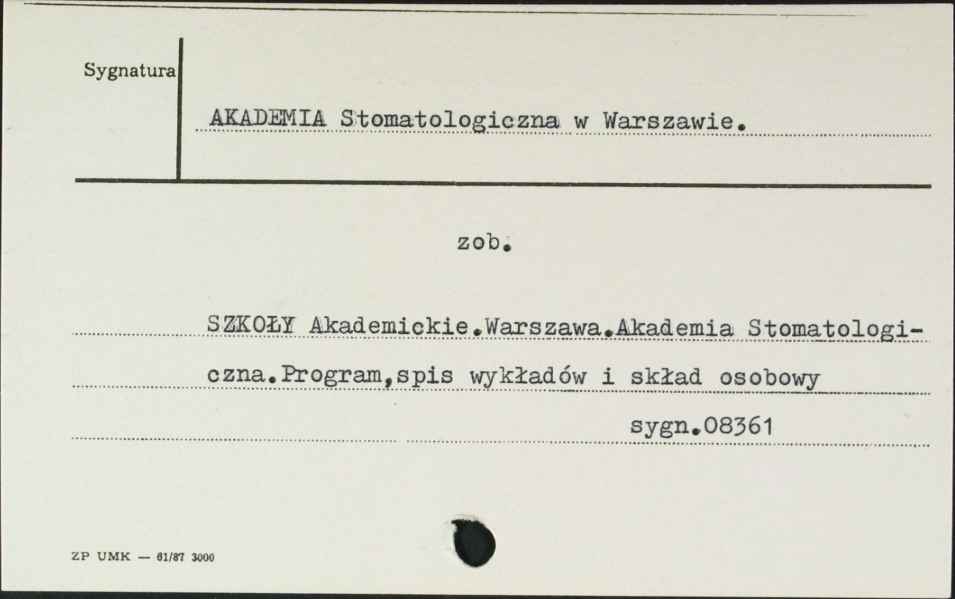 Sygnatura
AKADEMIA Stomatologiczna w Warszawie.
zob.
SZKOŁY Akademickie.Warszawa.Akademia Stomatologi-
czna.Program,spis wykładów i skład osobowy
sygn.08361
ZP UMK — 61/87 3000